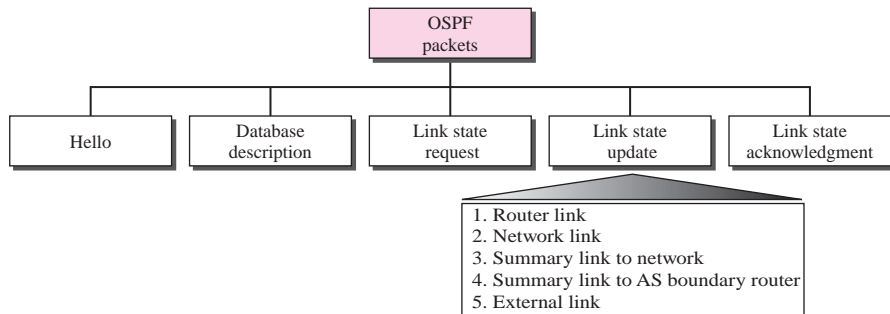 OSPF
packets
Hello
Database
description
Link state
request
Link state
update
Link state
acknowledgment
1. Router link
2. Network link
3. Summary link to network
4. Summary link to AS boundary router
5. External link